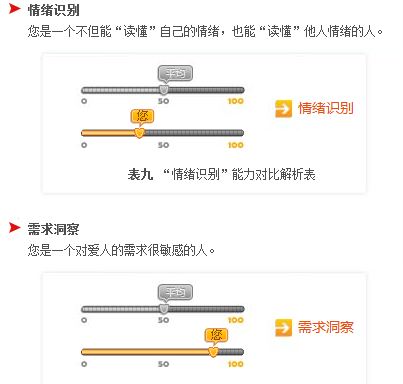 情绪识别
您是一个不但能“读懂”自己的情绪，也能“读懂”他人情绪的人。
平均
0 50 100
情绪识别
您
0 50 100
表九 “情绪识别”能力对比解析表
需求洞察
您是一个对爱人的需求很敏感的人。
平均
0 50 100
需求洞察
您
0 50 100